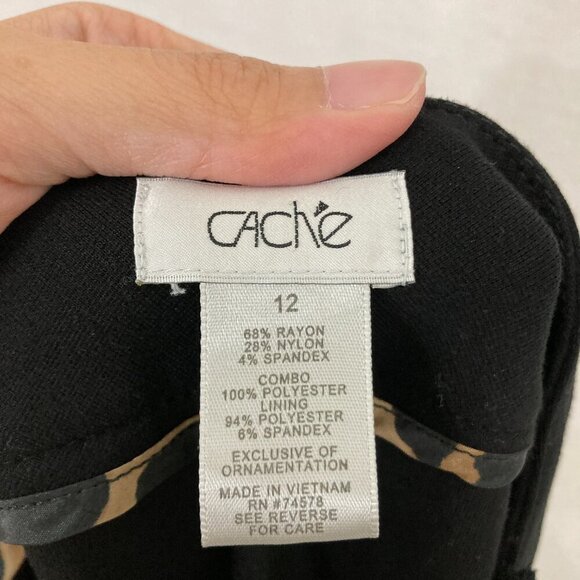 caché
12
68% RAYON
28% NYLON
4% SPANDEX
COMBO
100% POLYESTER
LINING
94% POLYESTER
6% SPANDEX
EXCLUSIVE OF
ORNAMENTATION
MADE IN VIETNAM
RN #74578
SEE REVERSE
FOR CARE